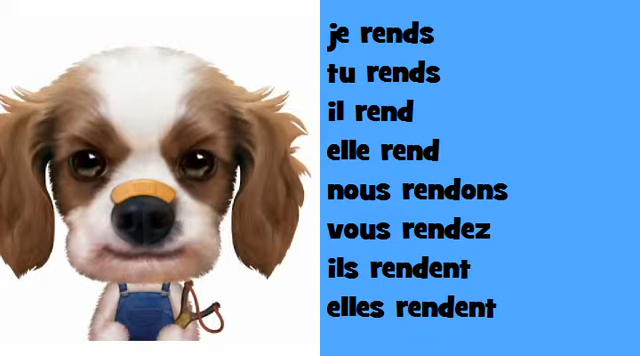 je rends
tu rends
il rend
elle rend
nous rendons
vous rendez
ils rendent
elles rendent